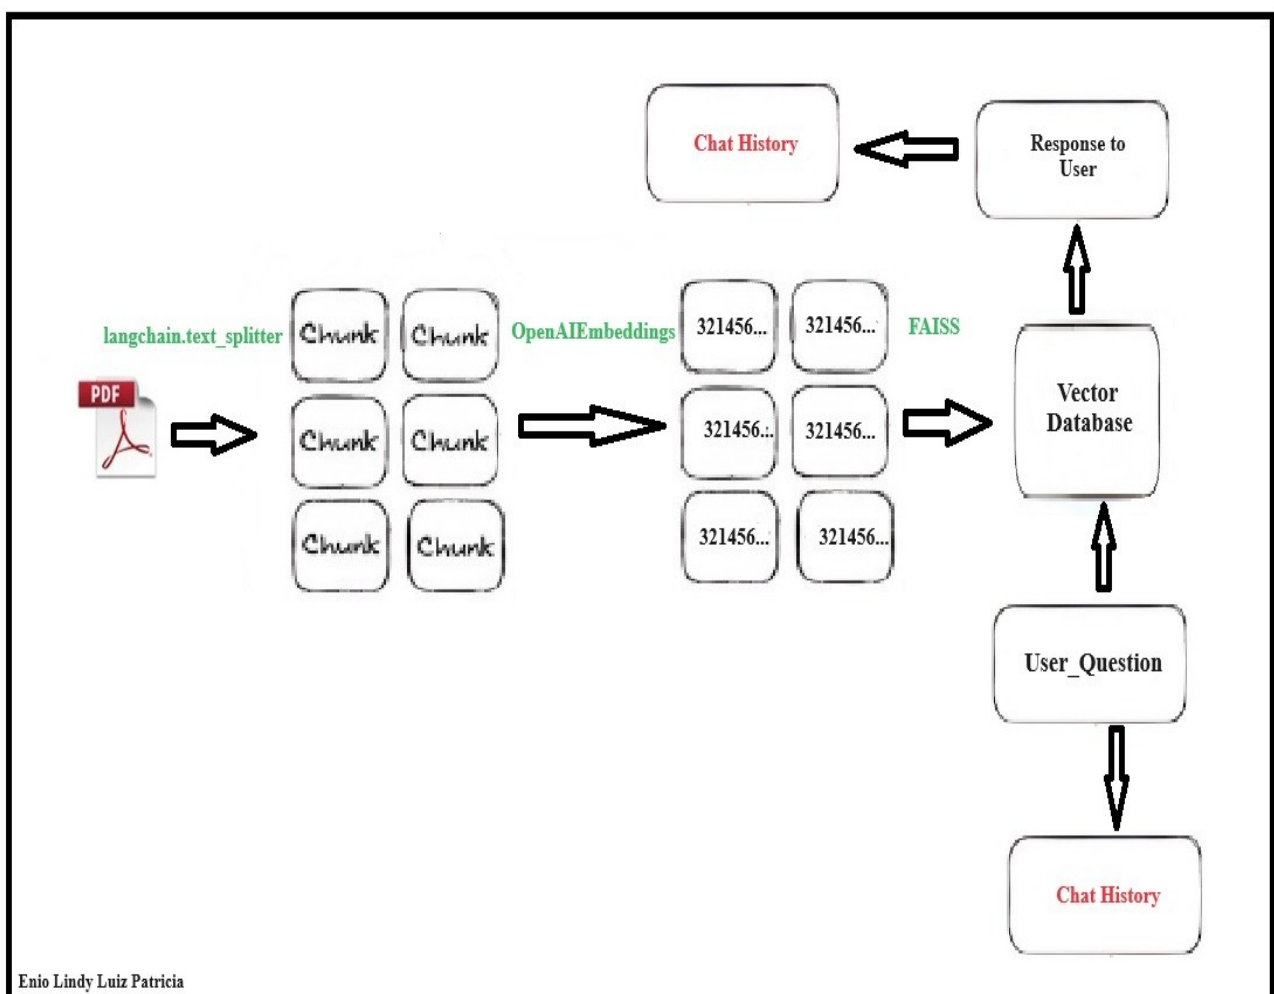 Chat History
Response to
User
langchain.text_splitter
Chunk
Chunk
OpenAIEmbeddings
321456...
321456...
FAISS
PDF
Chunk
Chunk
321456...
321456...
Vector
Database
Chunk
Chunk
321456...
321456...
User_Question
Chat History
Enio Lindy Luiz Patricia